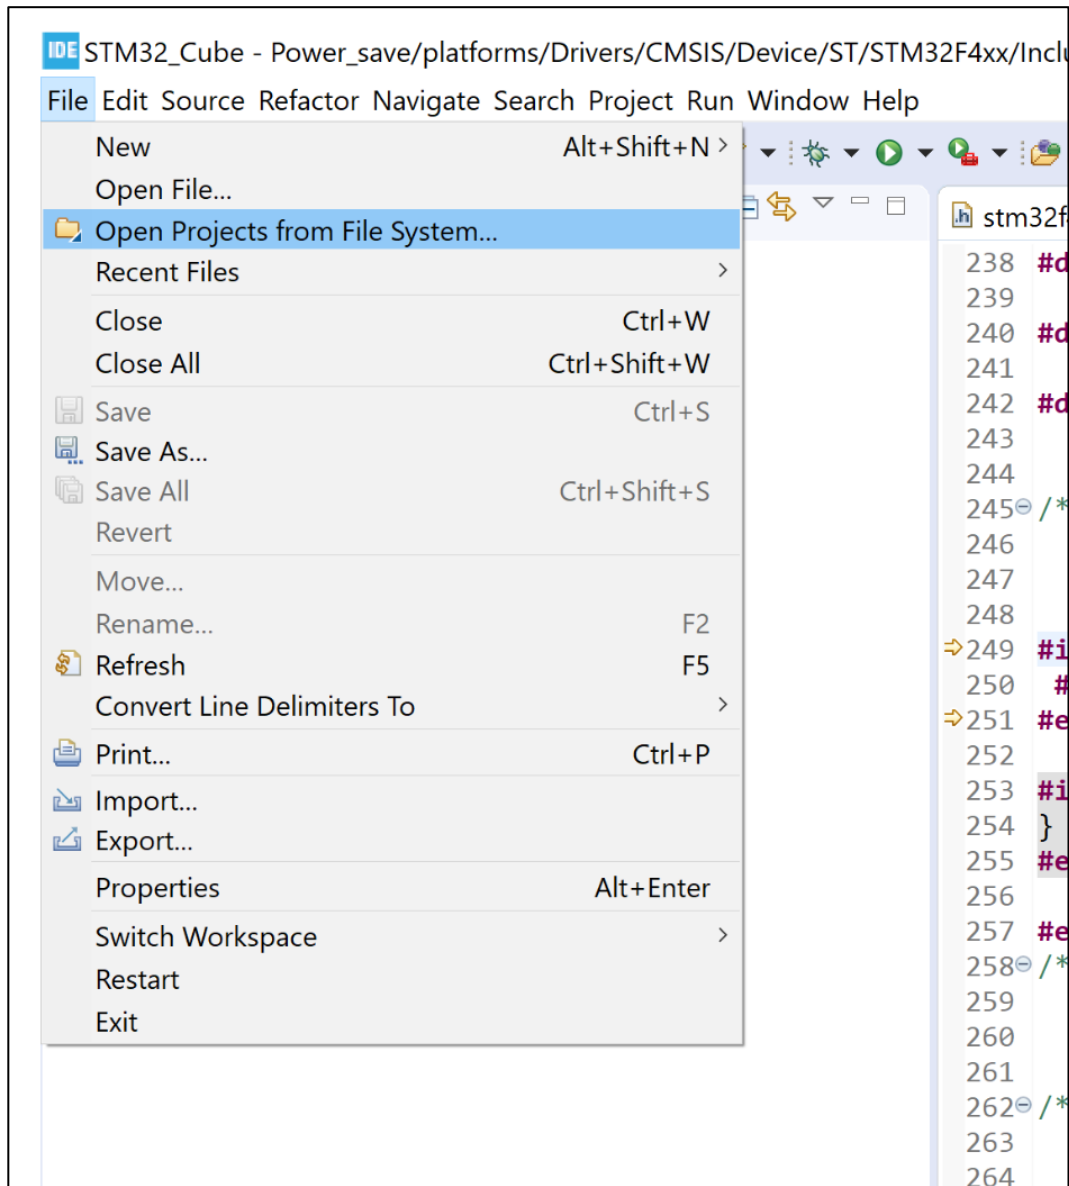 IDE STM32_Cube - Power_save/platforms/Drivers/CMSIS/Device/ST/STM32F4xx/Inclu
File Edit Source Refactor Navigate Search Project Run Window Help
New Alt+Shift+N >
Open File...
Open Projects from File System...
Recent Files >
Close Ctrl+W
Close All Ctrl+Shift+W
Save Ctrl+S
Save As...
Save All Ctrl+Shift+S
Revert
Move...
Rename... F2
Refresh F5
Convert Line Delimiters To >
Print... Ctrl+P
Import...
Export...
Properties Alt+Enter
Switch Workspace >
Restart
Exit
.h stm32f
238 #d
239
240 #d
241
242 #d
243
244
245 /*
246
247
248
249 #i
250 #
251 #e
252
253 #i
254 }
255 #e
256
257 #e
258 /*
259
260
261
262 /*
263
264